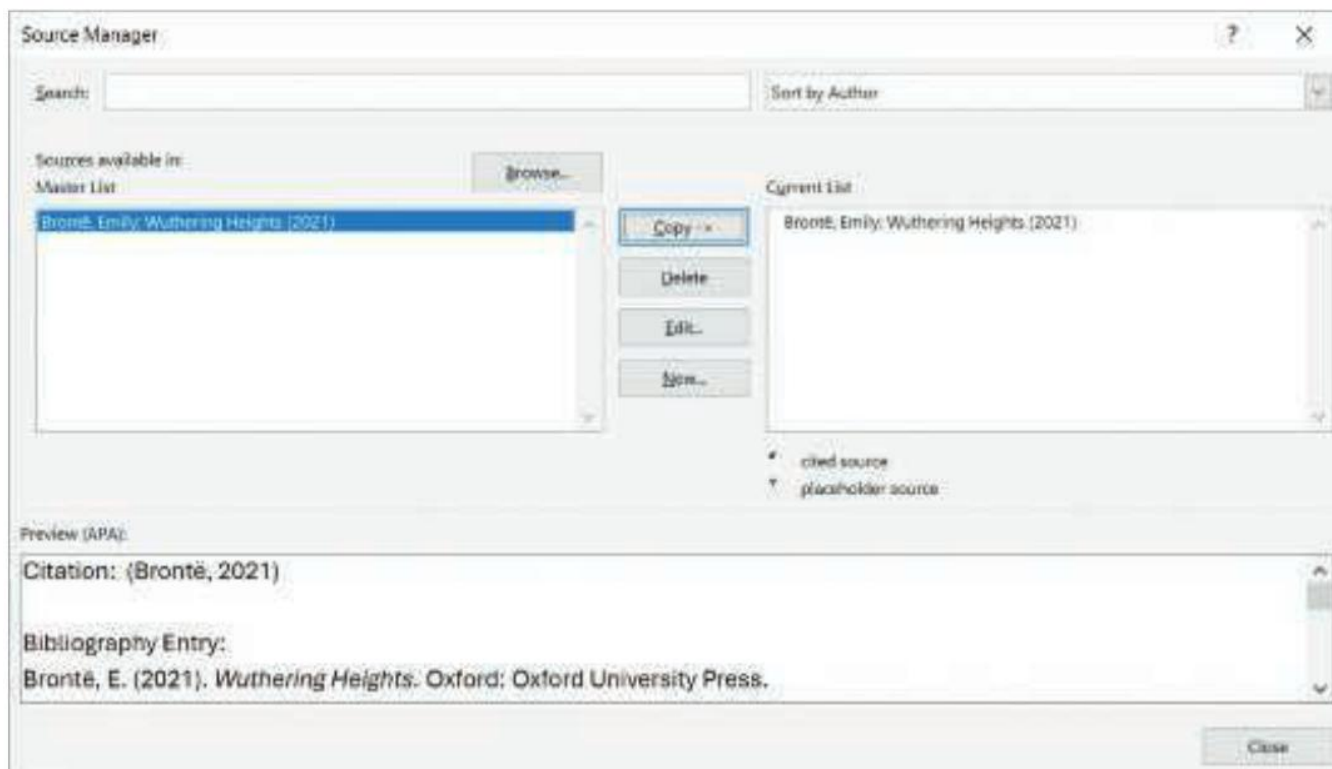 Source Manager
?
Search:
Sort by Author
Sources available in:
Browse...
Master List
Current List
Brontë, Emily; Wuthering Heights (2021)
Copy ->
Brontë, Emily; Wuthering Heights (2021)
Delete
Edit...
New...
cited source
? placeholder source
Preview (APA):
Citation: (Brontë, 2021)
Bibliography Entry:
Brontë, E. (2021). Wuthering Heights. Oxford: Oxford University Press.
Close